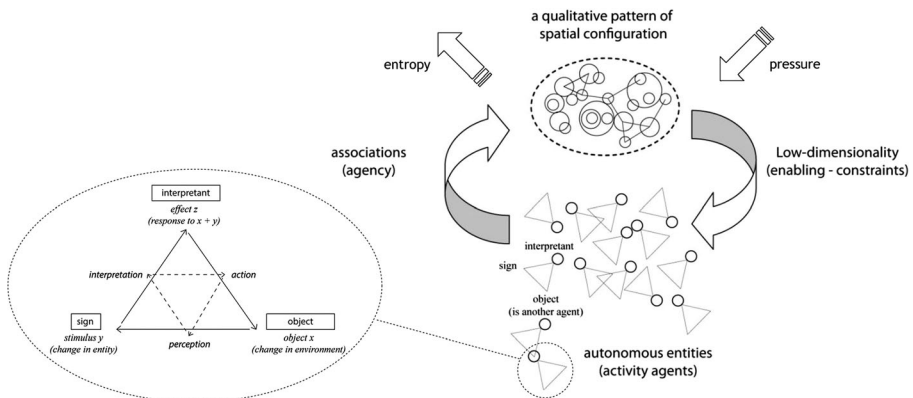 a qualitative pattern of
spatial configuration
entropy
pressure
associations
(agency)
Low-dimensionality
(enabling - constraints)
interpretant
sign
object
(is another agent)
autonomous entities
(activity agents)
interpretant
effect z
(response to x + y)
interpretation
action
sign
object
stimulus y
(change in entity)
perception
object x
(change in environment)